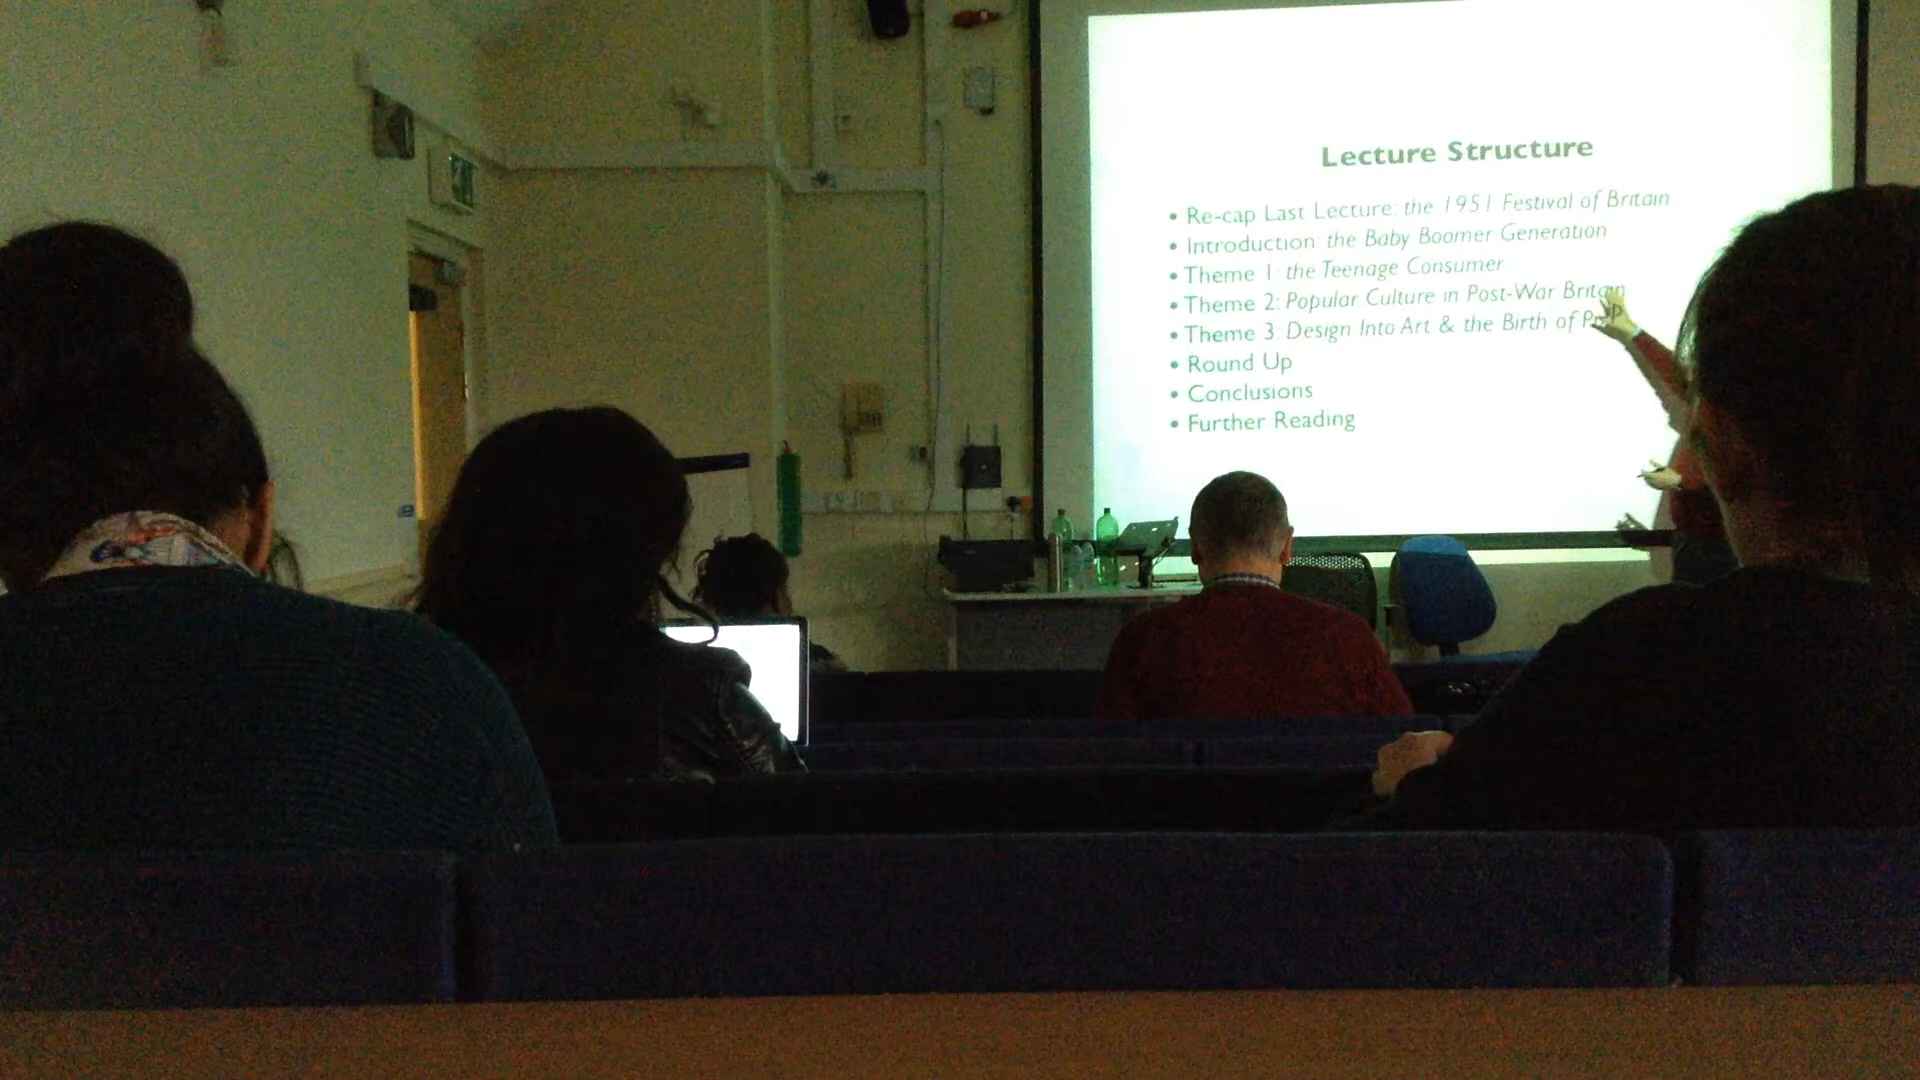 Lecture Structure
• Re-cap Last Lecture: the 1951 Festival of Britain
• Introduction: the Baby Boomer Generation
• Theme 1: the Teenage Consumer
• Theme 2: Popular Culture in Post-War Britain
• Theme 3: Design Into Art & the Birth of Pop
• Round Up
• Conclusions
• Further Reading